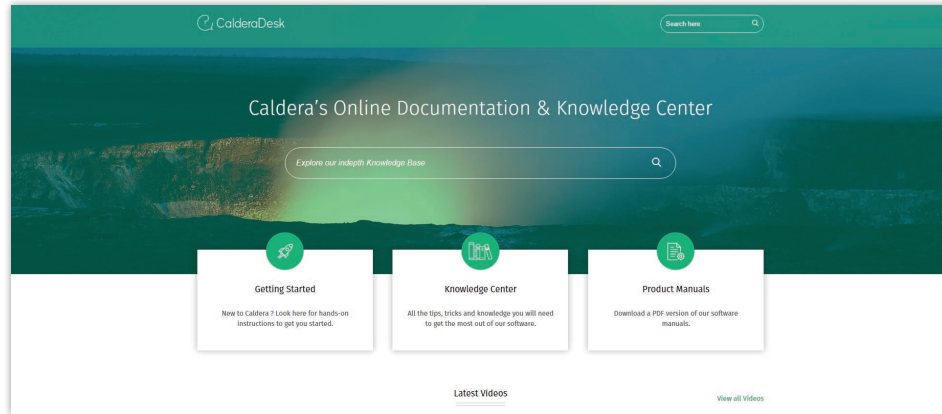 CalderaDesk
Search here
Caldera's Online Documentation & Knowledge Center
Explore our indepth Knowledge Base
Getting Started
New to Caldera ? Look here for hands-on
instructions to get you started.
Knowledge Center
All the tips, tricks and knowledge you will need
to get the most out of our software.
Product Manuals
Download a PDF version of our software
manuals.
Latest Videos
View all Videos